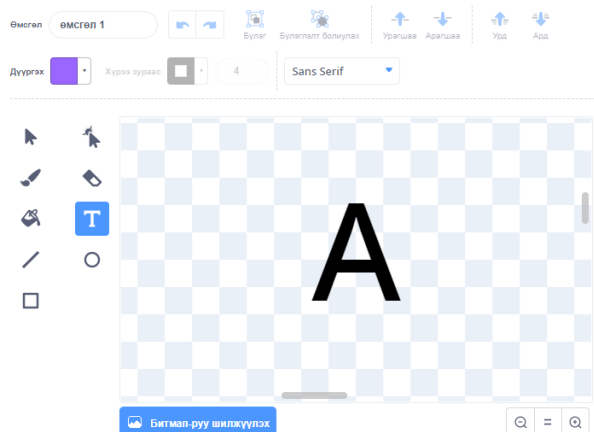 Өмсгөл өмсгөл 1
Бүлэг Бүлэглэлт болиулах Урагшаа Арагшаа Урд Ард
Дүүргэх Хүрээ зураас 4 Sans Serif
T
A
Битмап-руу шилжүүлэх